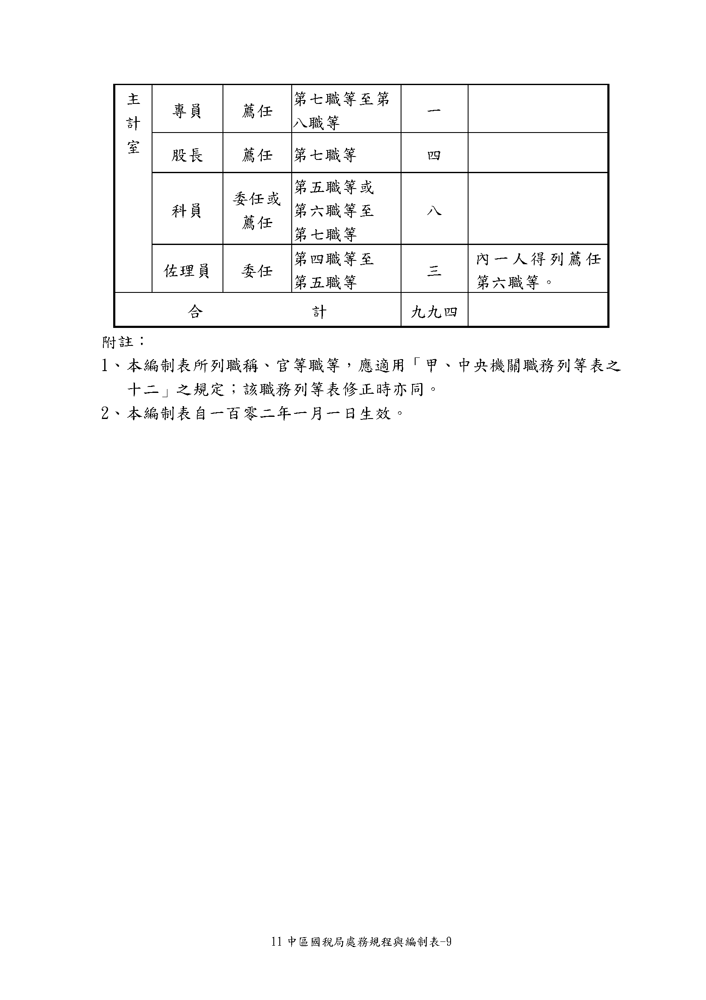 主
計
室
專員 薦任 第七職等至第
八職等 一
股長 薦任 第七職等 四
科員 委任或
薦任 第五職等或
第六職等至
第七職等 八
佐理員 委任 第四職等至
第五職等 三 內一人得列薦任
第六職等。
合 計 九九四
附註：
1、本編制表所列職稱、官等職等，應適用「甲、中央機關職務列等表之
十二」之規定；該職務列等表修正時亦同。
2、本編制表自一百零二年一月一日生效。
11 中區國稅局處務規程與編制表-9